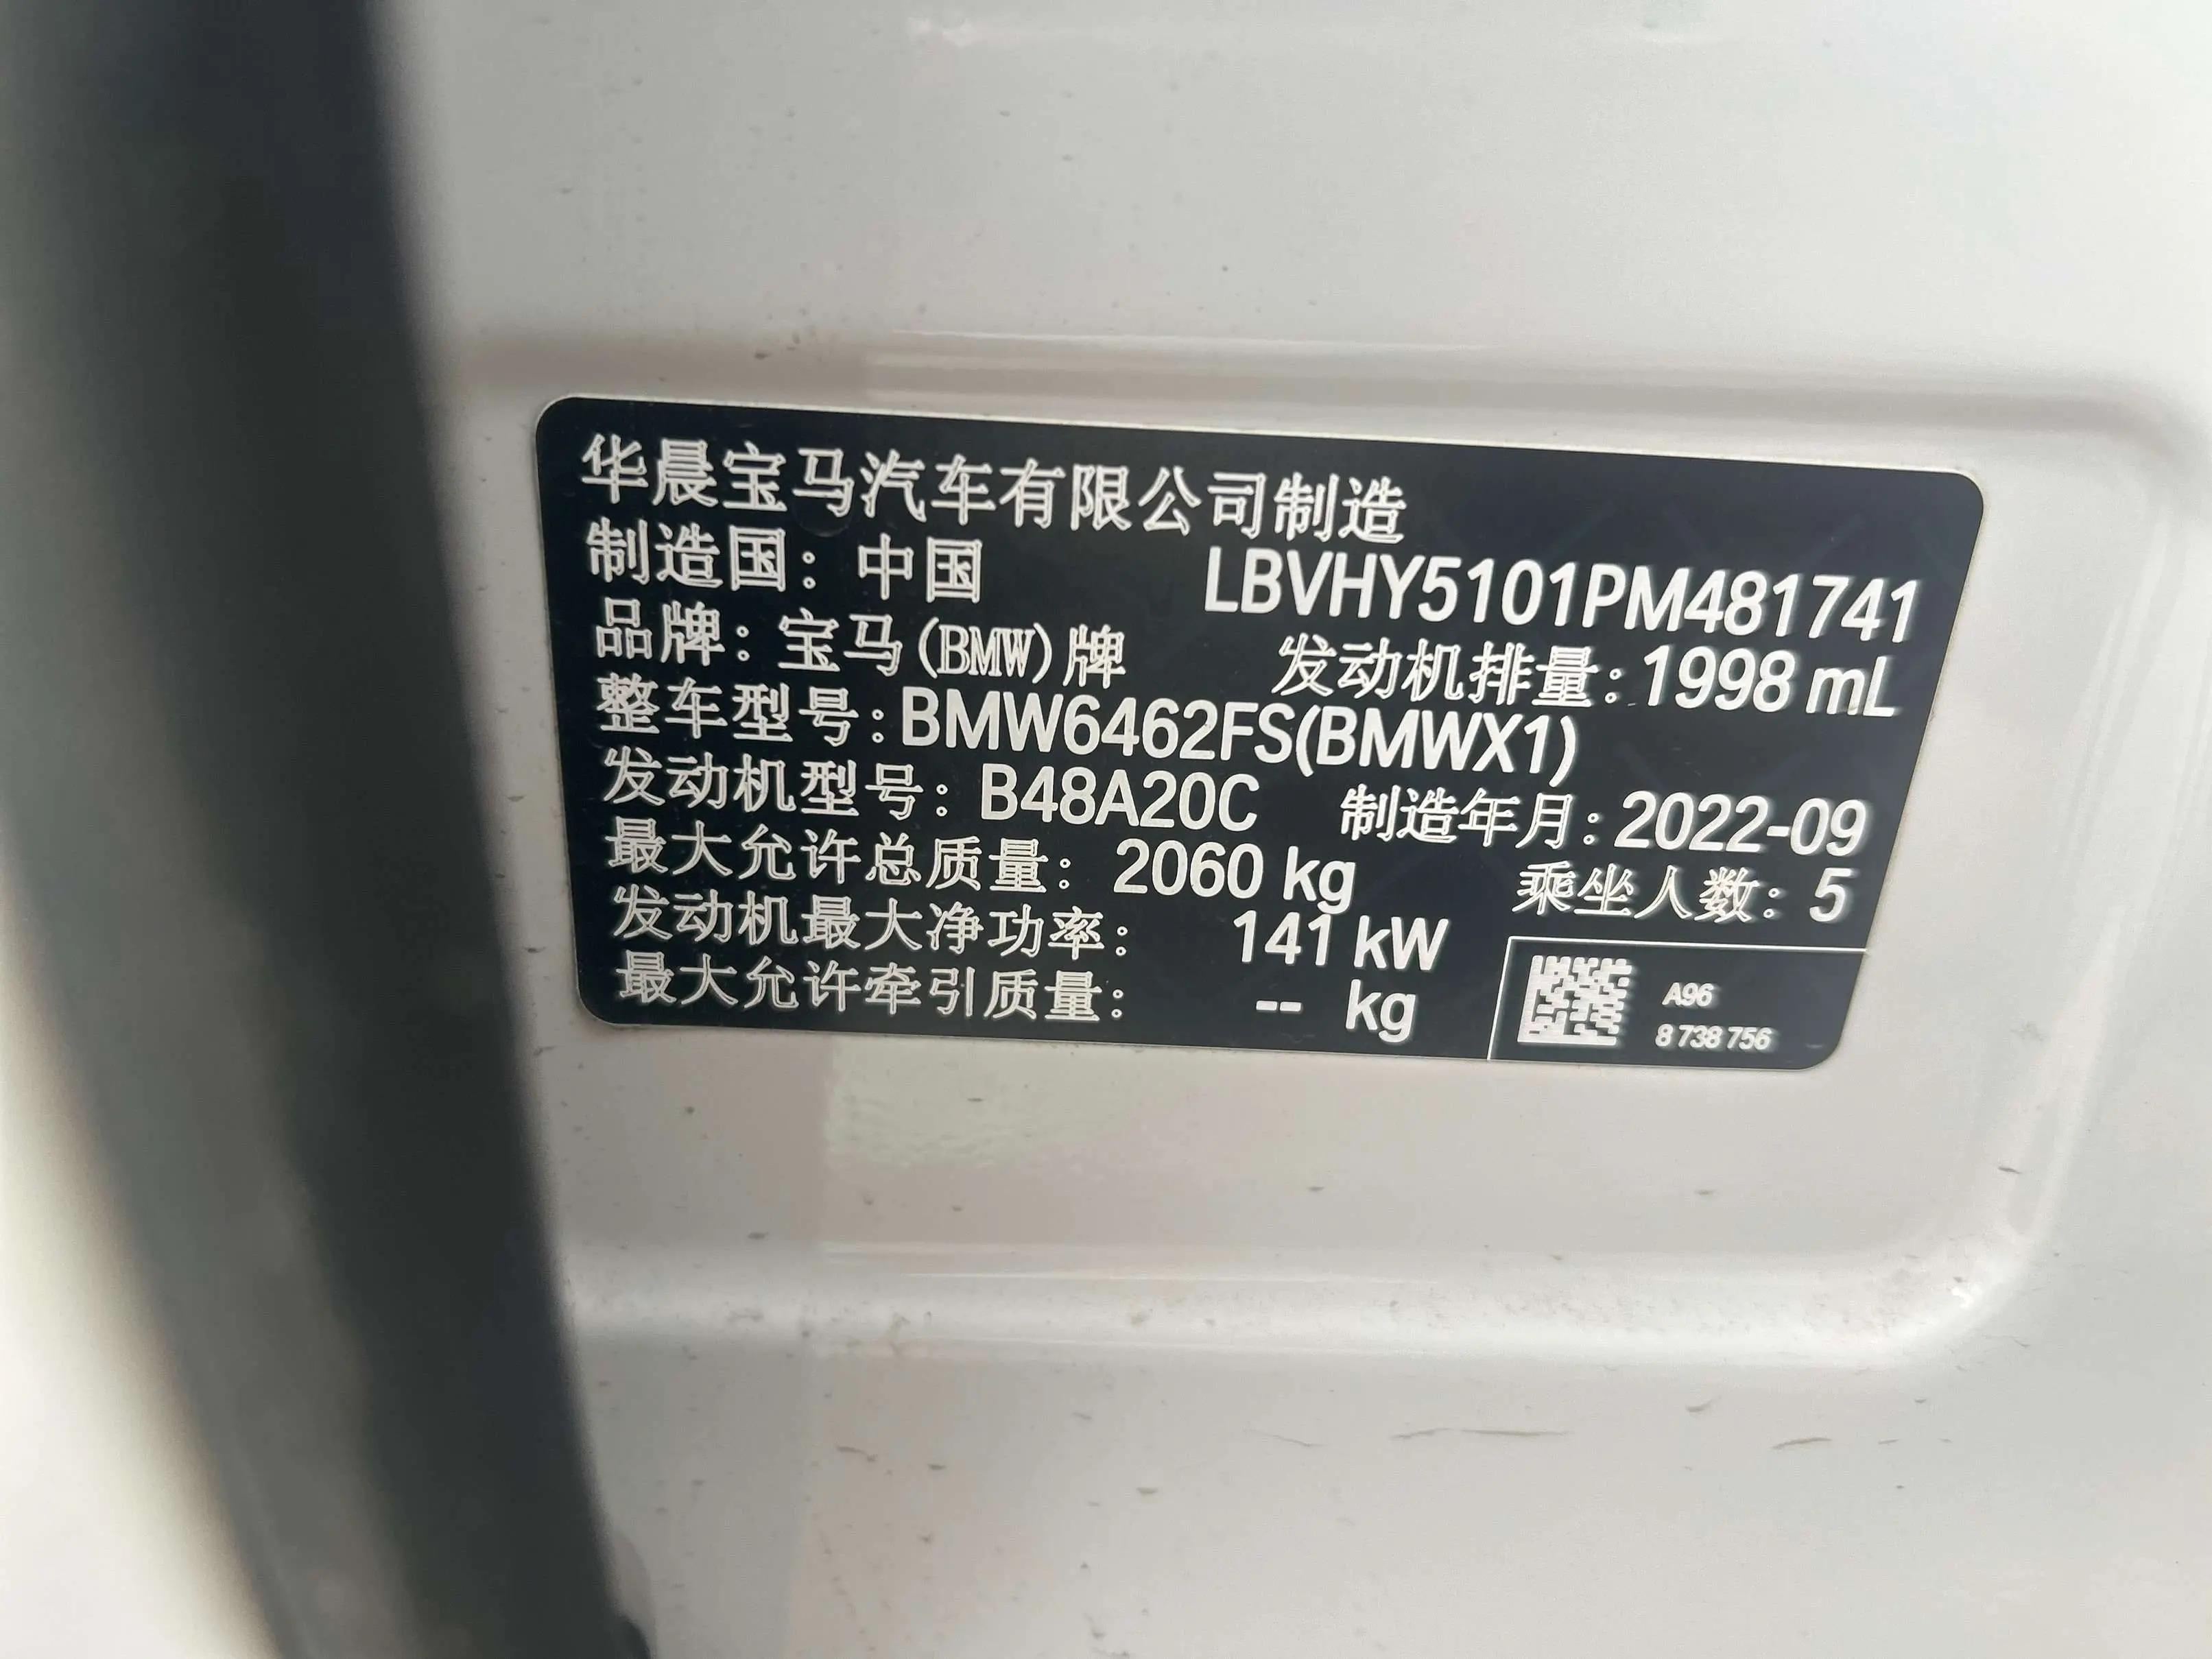 华晨宝马汽车有限公司制造
制造国：中国 LBVHY5101PM481741
品牌：宝马(BMW)牌 发动机排量：1998 mL
整车型号：BMW6462FS(BMWX1)
发动机型号：B48A20C 制造年月：2022-09
最大允许总质量：2060 kg 乘坐人数：5
发动机最大净功率：141 kW
最大允许牵引质量：-- kg
A96
8 738 756